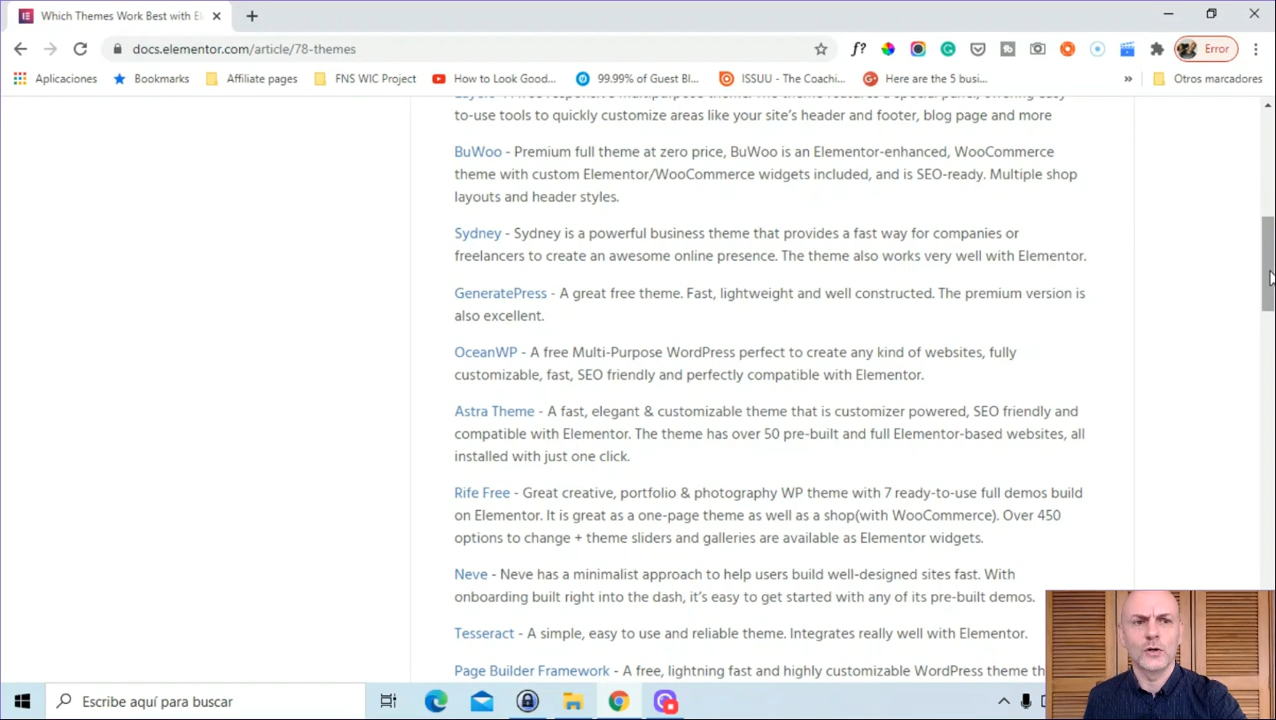 Which Themes Work Best with El
docs.elementor.com/article/78-themes
f?
Error
Aplicaciones
Bookmarks
Affiliate pages
FNS WIC Project
How to Look Good...
99.99% of Guest Bl...
ISSUU - The Coachi...
Here are the 5 busi...
»
Otros marcadores
to-use tools to quickly customize areas like your site's header and footer, blog page and more
BuWoo - Premium full theme at zero price, BuWoo is an Elementor-enhanced, WooCommerce
theme with custom Elementor/WooCommerce widgets included, and is SEO-ready. Multiple shop
layouts and header styles.
Sydney - Sydney is a powerful business theme that provides a fast way for companies or
freelancers to create an awesome online presence. The theme also works very well with Elementor.
GeneratePress - A great free theme. Fast, lightweight and well constructed. The premium version is
also excellent.
OceanWP - A free Multi-Purpose WordPress perfect to create any kind of websites, fully
customizable, fast, SEO friendly and perfectly compatible with Elementor.
Astra Theme - A fast, elegant & customizable theme that is customizer powered, SEO friendly and
compatible with Elementor. The theme has over 50 pre-built and full Elementor-based websites, all
installed with just one click.
Rife Free - Great creative, portfolio & photography WP theme with 7 ready-to-use full demos build
on Elementor. It is great as a one-page theme as well as a shop(with WooCommerce). Over 450
options to change + theme sliders and galleries are available as Elementor widgets.
Neve - Neve has a minimalist approach to help users build well-designed sites fast. With
onboarding built right into the dash, it's easy to get started with any of its pre-built demos.
Tesseract - A simple, easy to use and reliable theme. Integrates really well with Elementor.
Page Builder Framework - A free, lightning fast and highly customizable WordPress theme th
Escribe aquí para buscar